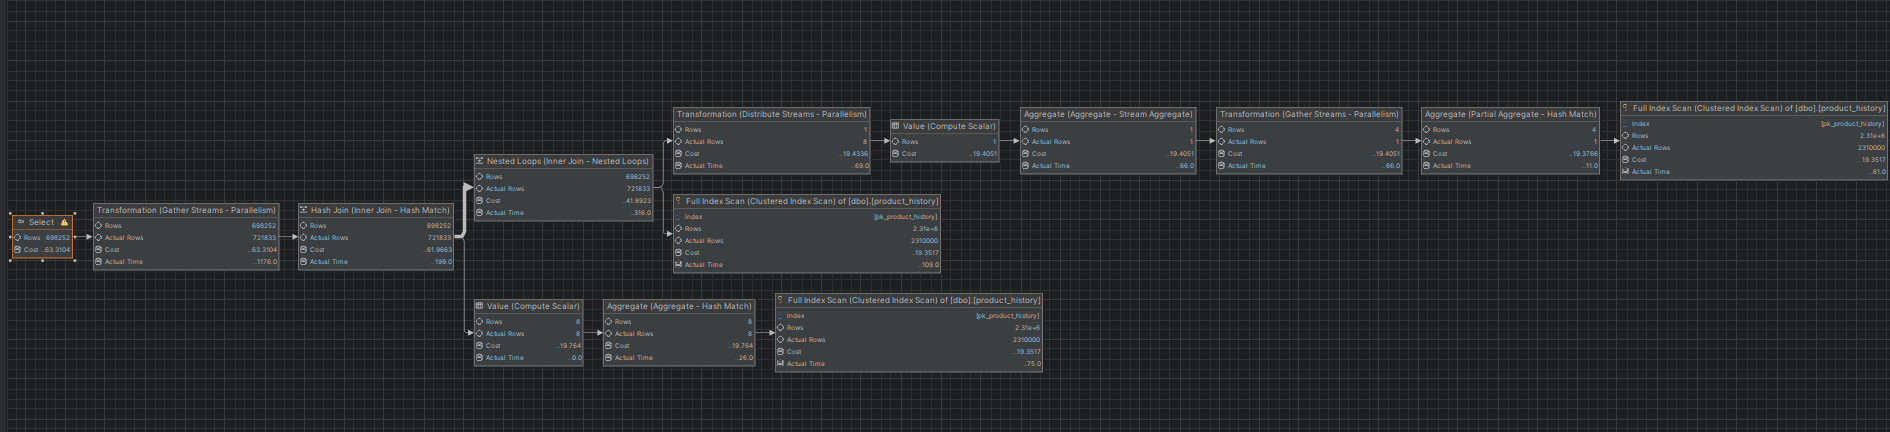 Select
Rows 698252
Cost ..63.3104
Transformation (Gather Streams - Parallelism)
Rows 698252
Actual Rows 721833
Cost ..63.3104
Actual Time ..1176.0
Hash Join (Inner Join - Hash Match)
Rows 698252
Actual Rows 721833
Cost ..61.9663
Actual Time ..199.0
Nested Loops (Inner Join - Nested Loops)
Rows 698252
Actual Rows 721833
Cost ..41.8923
Actual Time ..316.0
Transformation (Distribute Streams - Parallelism)
Rows 1
Actual Rows 8
Cost ..19.4336
Actual Time ..69.0
Value (Compute Scalar)
Rows 1
Cost ..19.4051
Aggregate (Aggregate - Stream Aggregate)
Rows 1
Actual Rows 1
Cost ..19.4051
Actual Time ..66.0
Transformation (Gather Streams - Parallelism)
Rows 4
Actual Rows 1
Cost ..19.4051
Actual Time ..66.0
Aggregate (Partial Aggregate - Hash Match)
Rows 4
Actual Rows 1
Cost ..19.3766
Actual Time ..11.0
Full Index Scan (Clustered Index Scan) of [dbo].[product_history]
Index [pk_product_history]
Rows 2.31e+6
Actual Rows 2310000
Cost ..19.3517
Actual Time ..61.0
Full Index Scan (Clustered Index Scan) of [dbo].[product_history]
Index [pk_product_history]
Rows 2.31e+6
Actual Rows 2310000
Cost ..19.3517
Actual Time ..109.0
Value (Compute Scalar)
Rows 8
Actual Rows 8
Cost ..19.764
Actual Time ..0.0
Aggregate (Aggregate - Hash Match)
Rows 8
Actual Rows 8
Cost ..19.764
Actual Time ..26.0
Full Index Scan (Clustered Index Scan) of [dbo].[product_history]
Index [pk_product_history]
Rows 2.31e+6
Actual Rows 2310000
Cost ..19.3517
Actual Time ..75.0